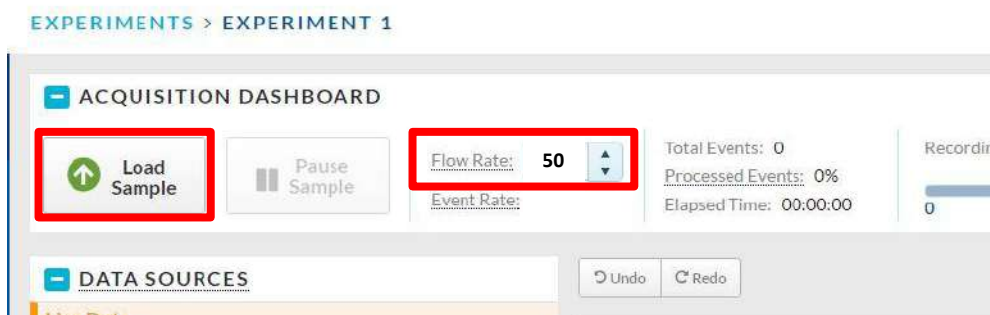 EXPERIMENTS > EXPERIMENT 1
ACQUISITION DASHBOARD
Load
Sample
Pause
Sample
Flow Rate: 50
Event Rate:
Total Events: 0
Processed Events: 0%
Elapsed Time: 00:00:00
0
DATA SOURCES
Undo
Redo